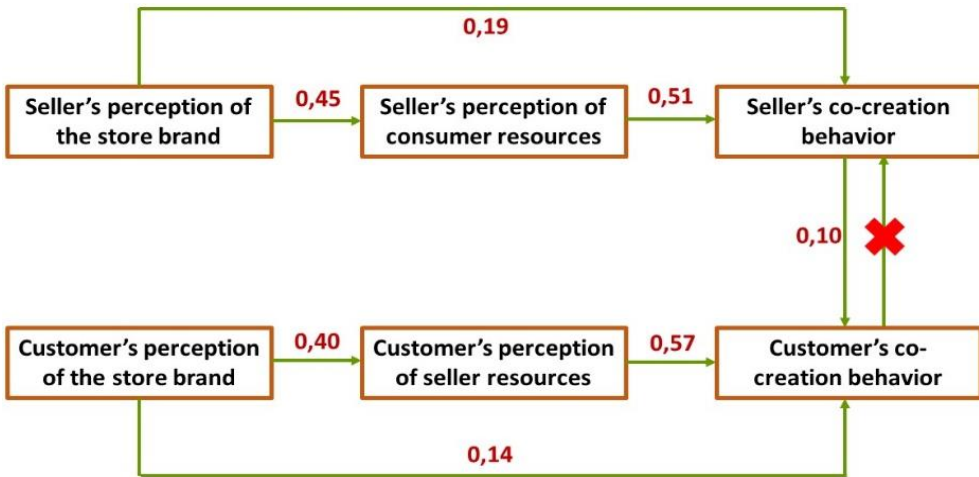 0,19
Seller's perception of
the store brand
0,45
Seller's perception of
consumer resources
0,51
Seller's co-creation
behavior
0,10
Customer's perception
of the store brand
0,40
Customer's perception
of seller resources
0,57
Customer's co-
creation behavior
0,14